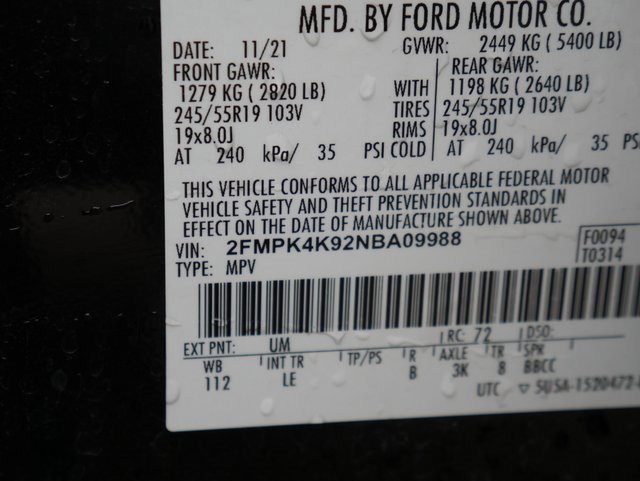 MFD. BY FORD MOTOR CO.
DATE: 11/21 GVWR: 2449 KG (5400 LB)
FRONT GAWR: REAR GAWR:
1279 KG (2820 LB) WITH 1198 KG (2640 LB)
245/55R19 103V TIRES 245/55R19 103V
19x8.0J RIMS 19x8.0J
AT 240 kPa/ 35 PSI COLD AT 240 kPa/ 35 PS
THIS VEHICLE CONFORMS TO ALL APPLICABLE FEDERAL MOTOR
VEHICLE SAFETY AND THEFT PREVENTION STANDARDS IN
EFFECT ON THE DATE OF MANUFACTURE SHOWN ABOVE.
VIN: 2FMPK4K92NBA09988 F0094
TYPE: MPV T0314
EXT PNT: UM RC: 72 DSO:
WB INT TR TP/PS R AXLE TR SPK
112 LE B 3K 8 BBCC
UTC ▽ SUSA-1520472-